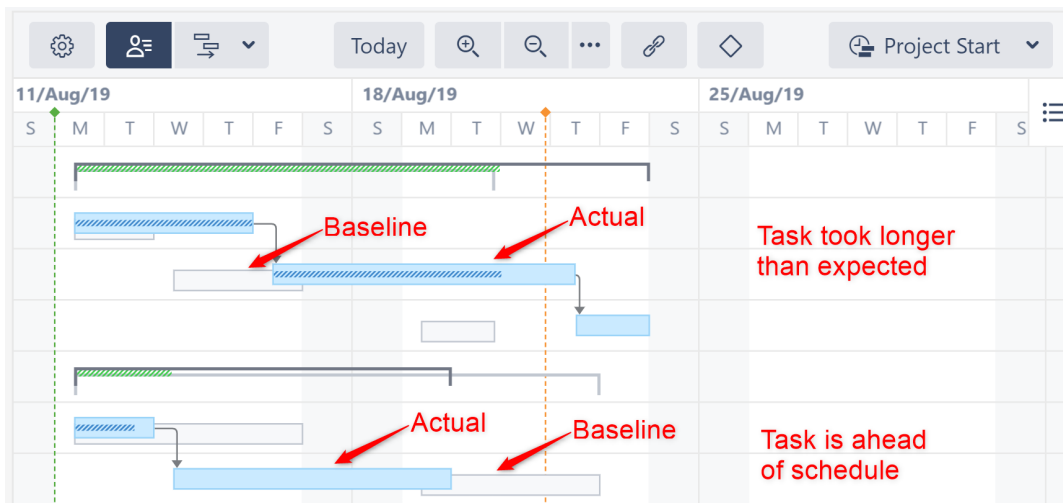 Today ••• Project Start
11/Aug/19 18/Aug/19 25/Aug/19
S M T W T F S S M T W T F S S M T W T F S
Baseline
Actual
Task took longer
than expected
Actual
Baseline
Task is ahead
of schedule